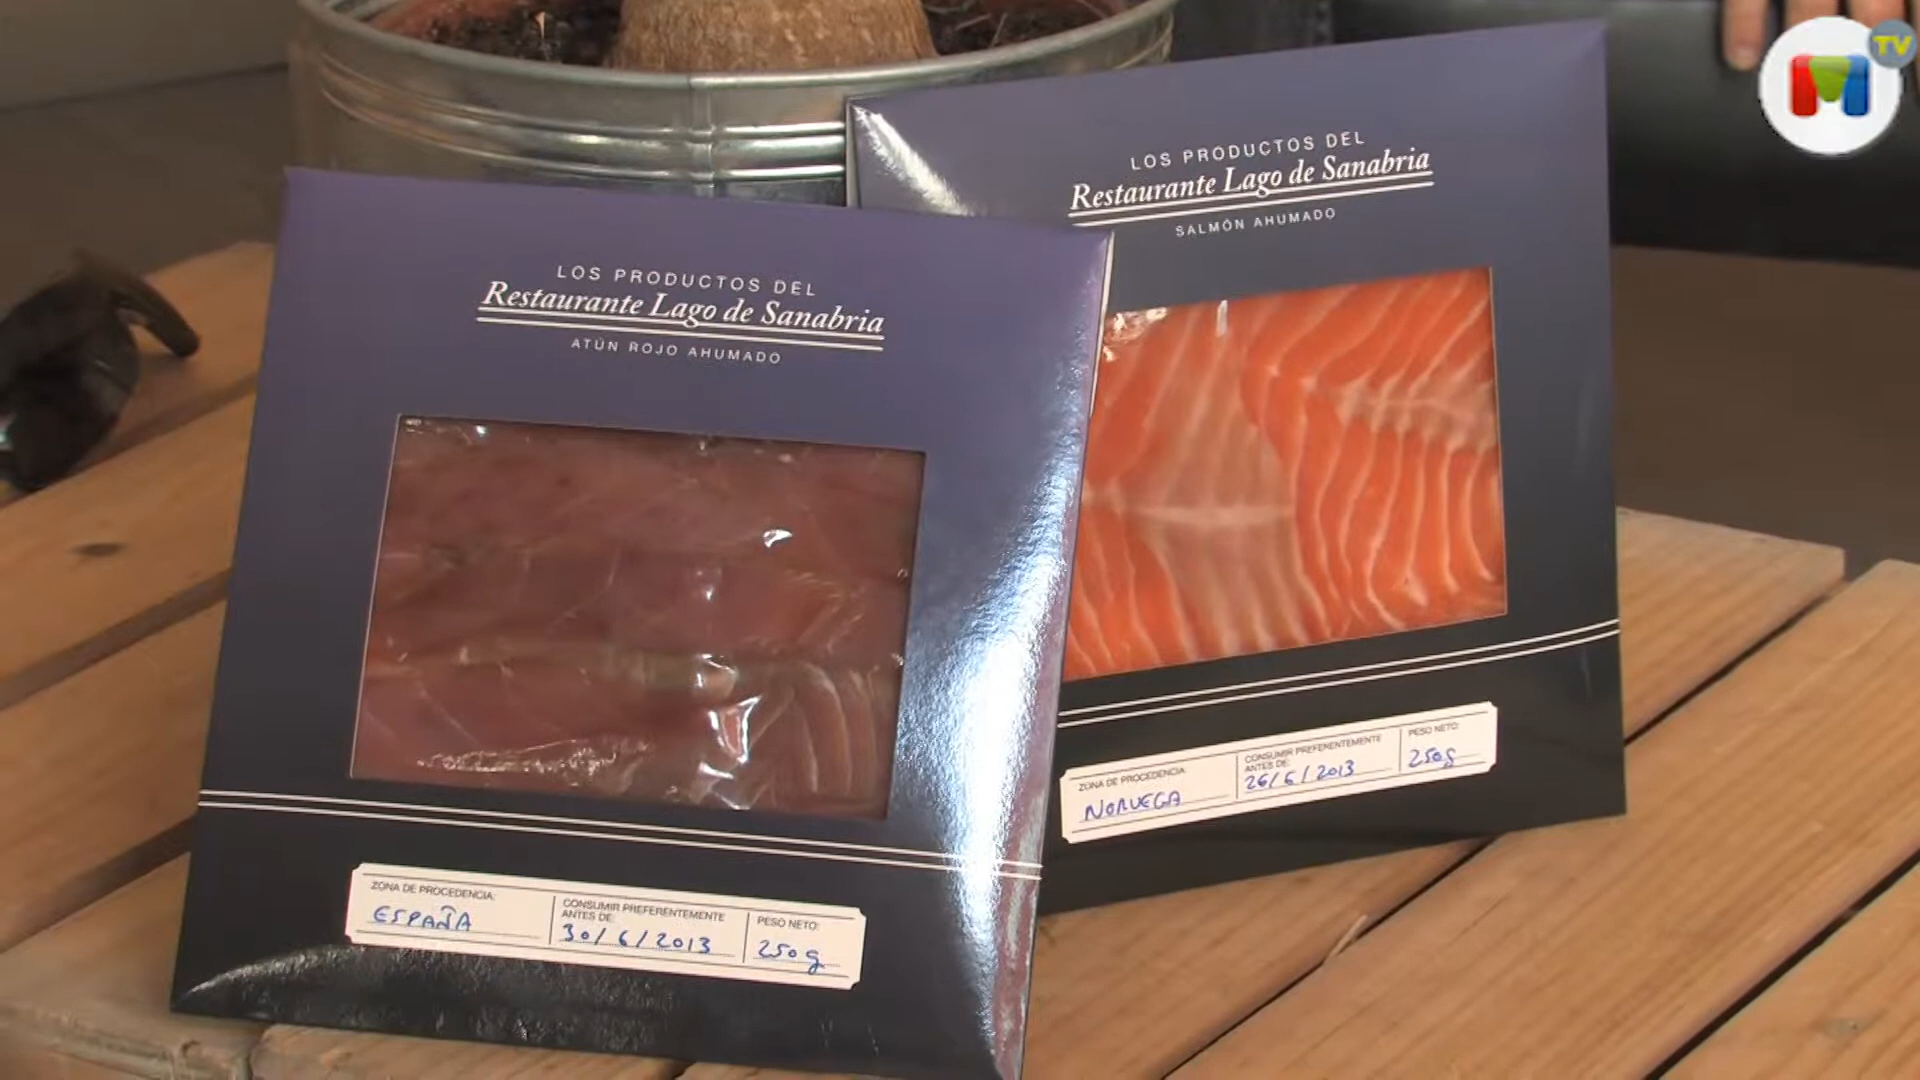 LOS PRODUCTOS DEL
Restaurante Lago de Sanabria
ATÚN ROJO AHUMADO
ZONA DE PROCEDENCIA:
ESPAÑA
CONSUMIR PREFERENTEMENTE
ANTES DE:
30/6/2013
PESO NETO:
250g
LOS PRODUCTOS DEL
Restaurante Lago de Sanabria
SALMÓN AHUMADO
ZONA DE PROCEDENCIA:
NORUEGA
CONSUMIR PREFERENTEMENTE
ANTES DE:
26/6/2013
PESO NETO:
250g
TV